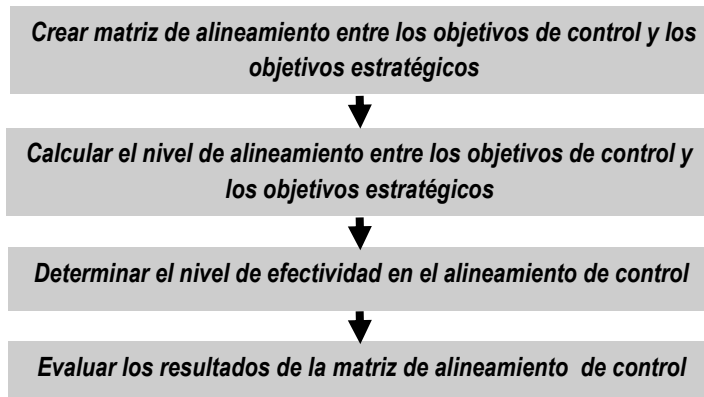 Crear matriz de alineamiento entre los objetivos de control y los
objetivos estratégicos
Calcular el nivel de alineamiento entre los objetivos de control y
los objetivos estratégicos
Determinar el nivel de efectividad en el alineamiento de control
Evaluar los resultados de la matriz de alineamiento de control